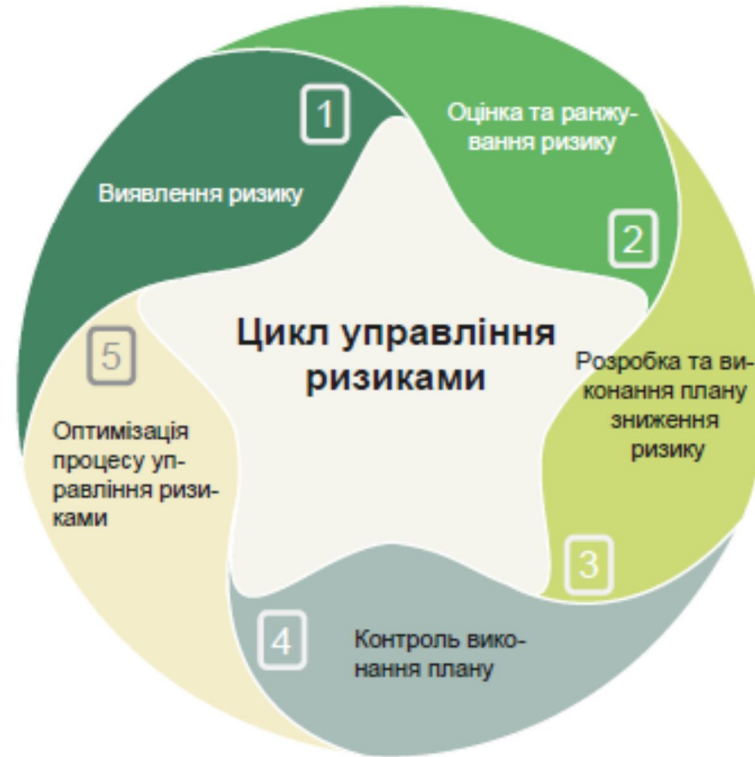 1
Виявлення ризику
Оцінка та ранжу-
вання ризику
2
Цикл управління
ризиками
Розробка та ви-
конання плану
зниження
ризику
3
Контроль вико-
нання плану
4
5
Оптимізація
процесу уп-
равління ризи-
ками